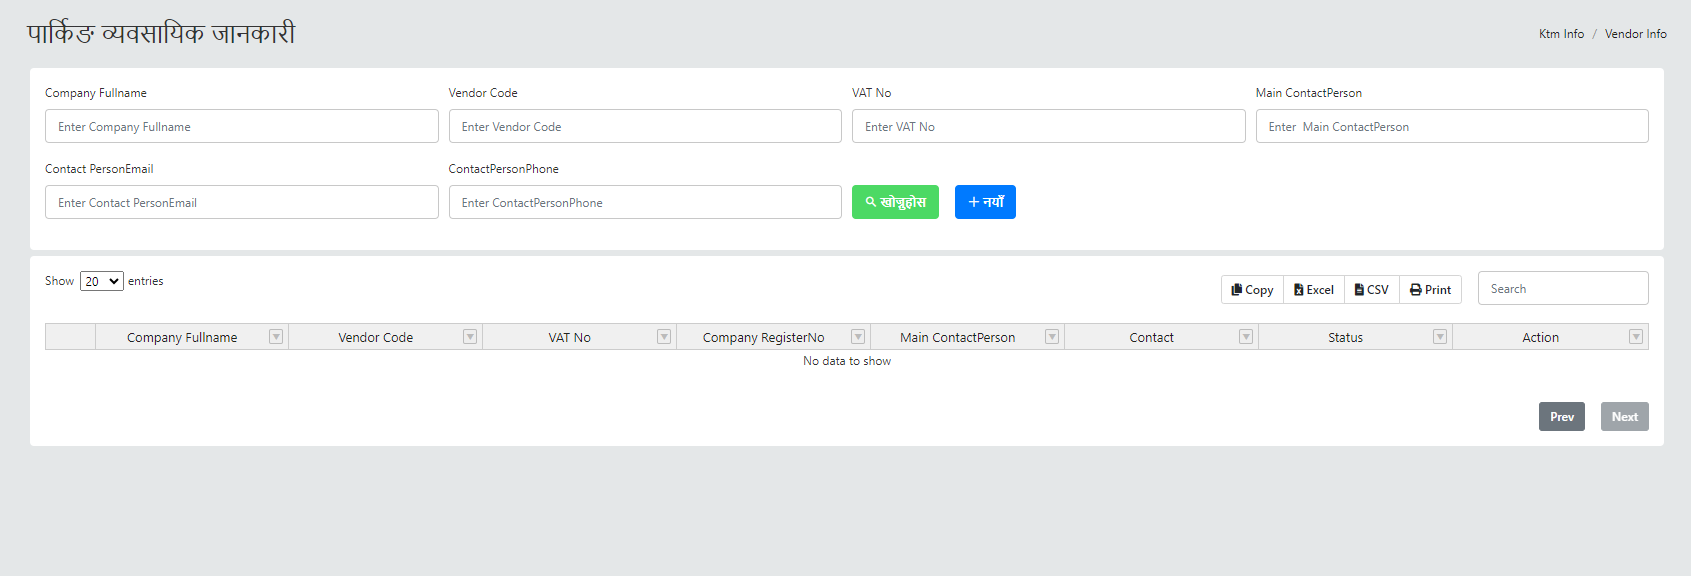 पार्किङ व्यवसायिक जानकारी
Ktm Info / Vendor Info
Company Fullname
Vendor Code
VAT No
Main ContactPerson
Enter Company Fullname
Enter Vendor Code
Enter VAT No
Enter  Main ContactPerson
Contact PersonEmail
ContactPersonPhone
Enter Contact PersonEmail
Enter ContactPersonPhone
खोज्नुहोस
नयाँ
Show 20 entries
Copy
Excel
CSV
Print
Search
Company Fullname
Vendor Code
VAT No
Company RegisterNo
Main ContactPerson
Contact
Status
Action
No data to show
Prev
Next